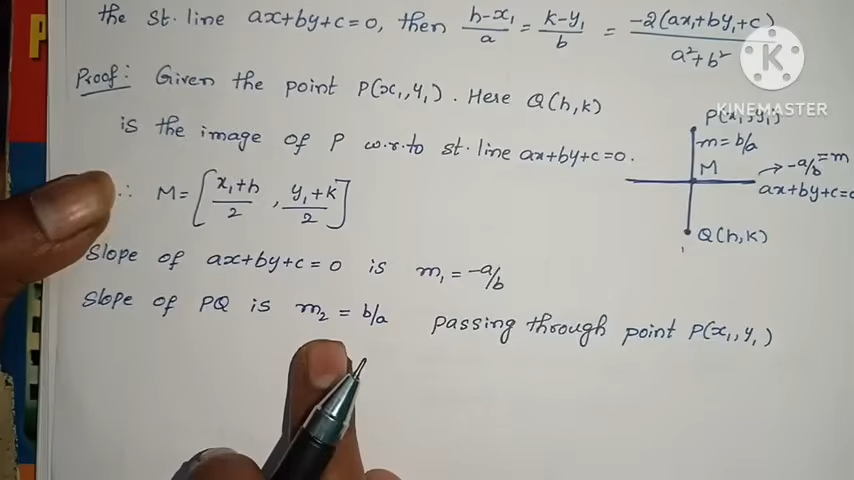 the st. line ax+by+c=0, then h-x₁/a = k-y₁/b = -2(ax₁+by₁+c)/a²+b²
KINEMASTER
Proof: Given the point P(x₁,y₁). Here Q(h,k)
is the image of P w.r.to st. line ax+by+c=0.
P(x₁,y₁)
m=b/a
M
-a/b=m
ax+by+c=0
Q(h,k)
∴ M= [x₁+h/2, y₁+k/2]
Slope of ax+by+c=0 is m₁=-a/b
Slope of PQ is m₂=b/a passing through point P(x₁,y₁)